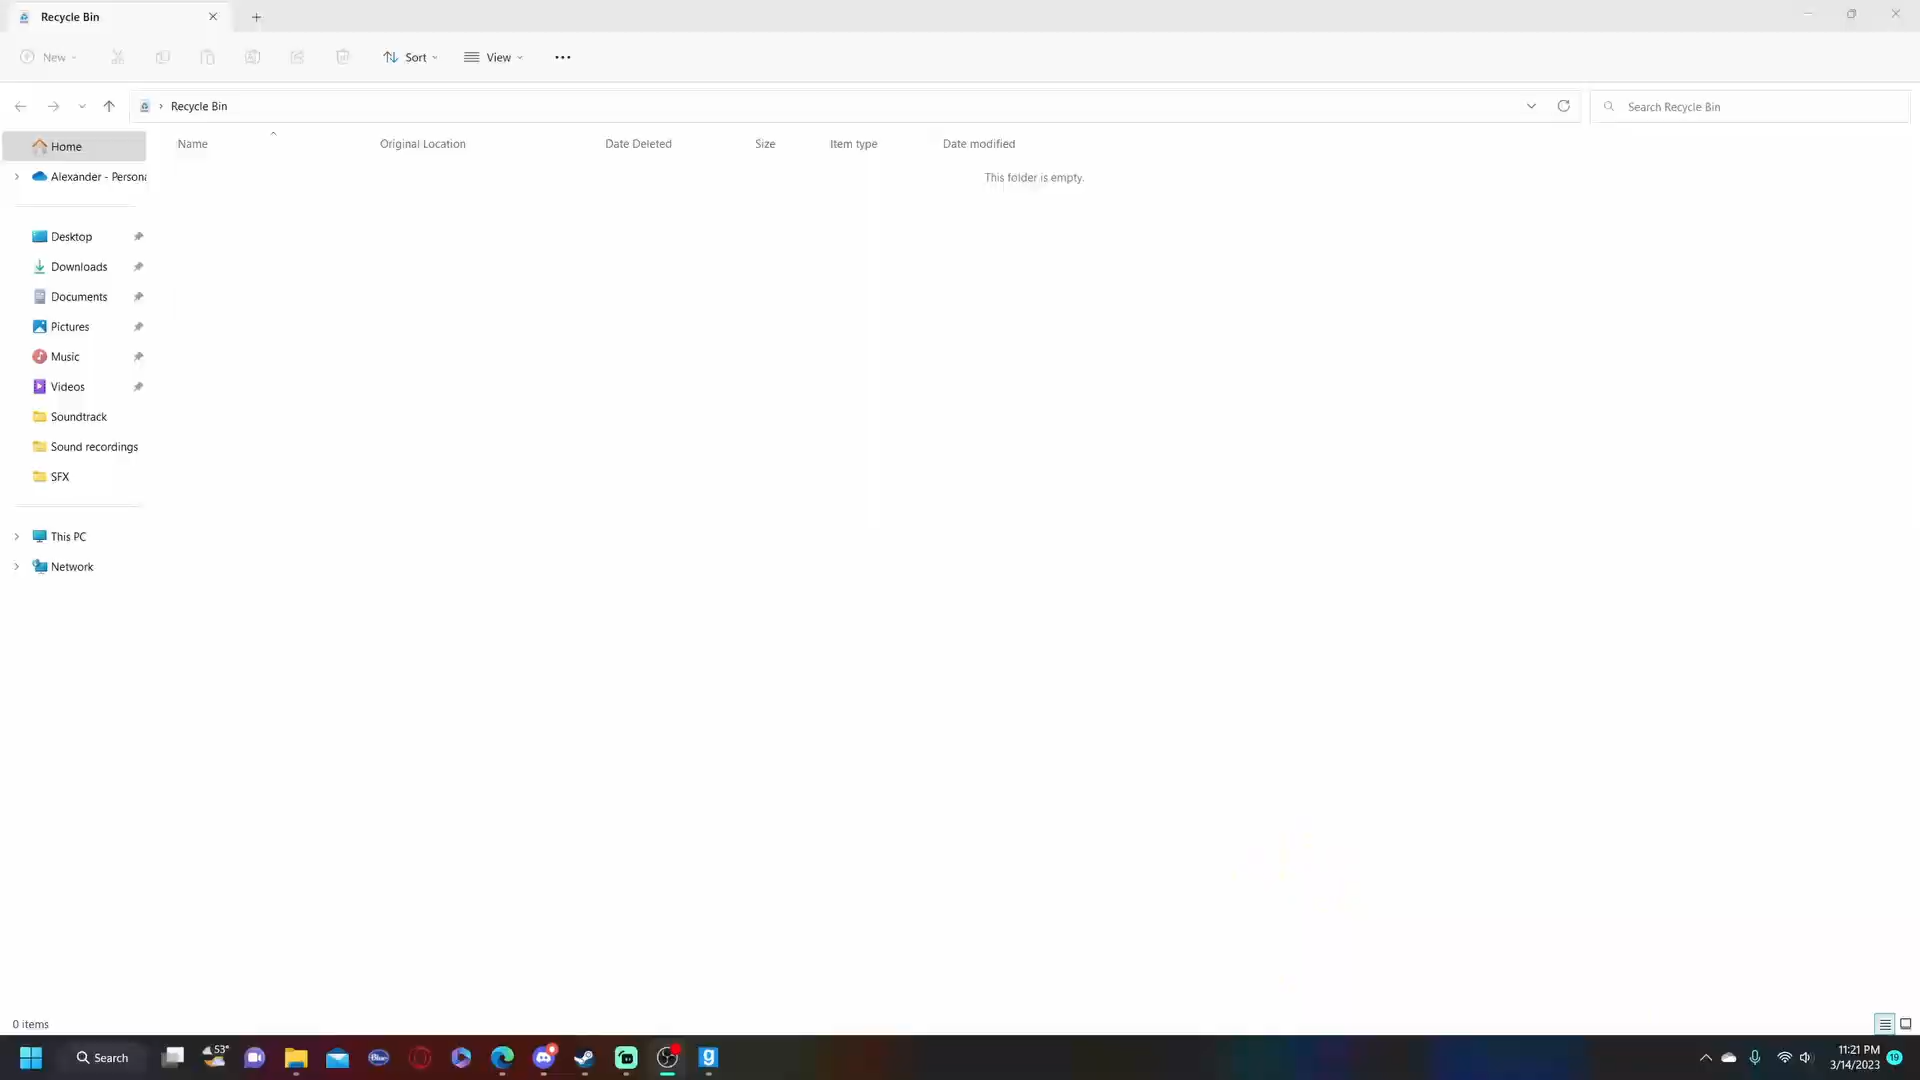 Recycle Bin
New
Sort
View
Recycle Bin
Search Recycle Bin
Name
Original Location
Date Deleted
Size
Item type
Date modified
This folder is empty.
Home
Alexander - Persona
Desktop
Downloads
Documents
Pictures
Music
Videos
Soundtrack
Sound recordings
SFX
This PC
Network
0 items
Search
53°
11:21 PM
3/14/2023
19